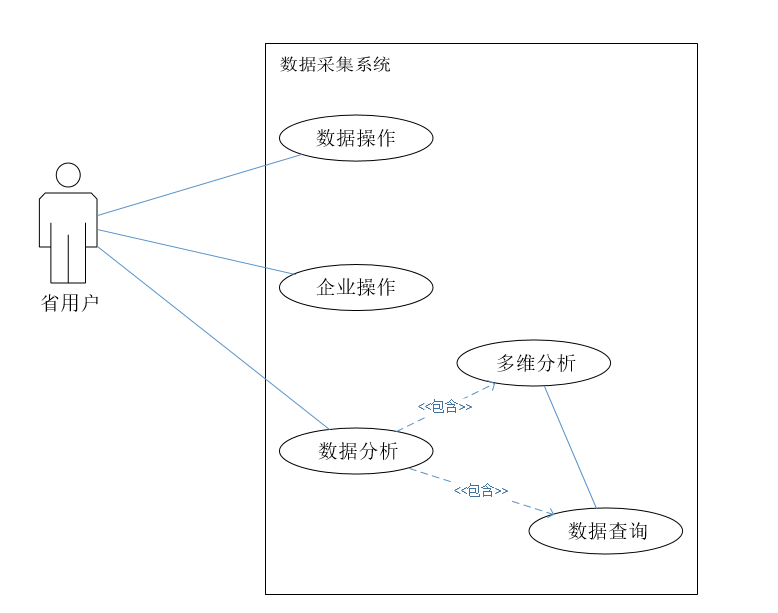 数据采集系统
数据操作
省用户
企业操作
多维分析
<<包含>>
数据分析
<<包含>>
数据查询